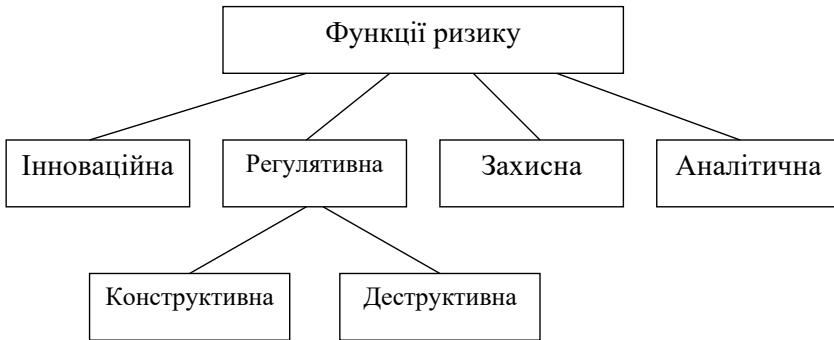 Функції ризику
Інноваційна
Регулятивна
Захисна
Аналітична
Конструктивна
Деструктивна